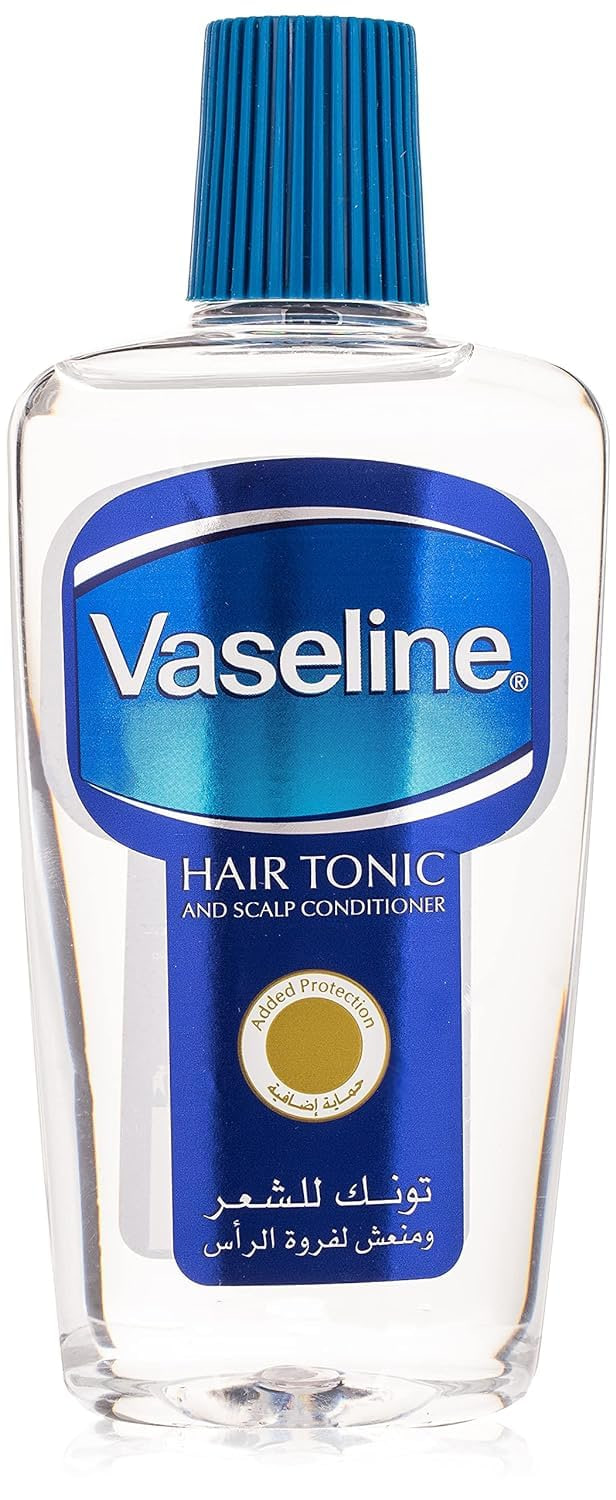 Vaseline®
HAIR TONIC
AND SCALP CONDITIONER
Added Protection
حماية إضافية
تونك للشعر
ومنعش لفروة الرأس